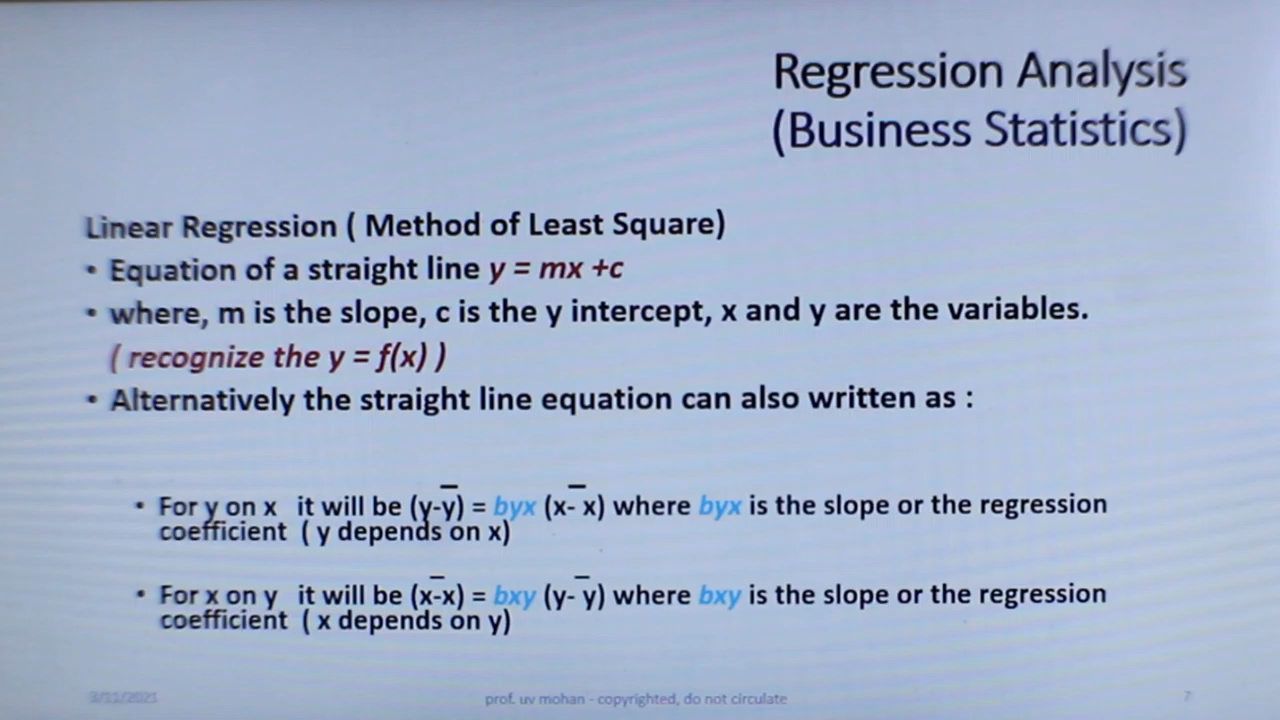 Regression Analysis
(Business Statistics)
Linear Regression ( Method of Least Square)
• Equation of a straight line y = mx +c
• where, m is the slope, c is the y intercept, x and y are the variables.
( recognize the y = f(x) )
• Alternatively the straight line equation can also written as :
• For y on x it will be (y-y̅) = byx (x- x̅) where byx is the slope or the regression
coefficient ( y depends on x)
• For x on y it will be (x̅-x) = bxy (y- y̅) where bxy is the slope or the regression
coefficient ( x depends on y)
3/11/2021
prof. uv mohan - copyrighted, do not circulate
7